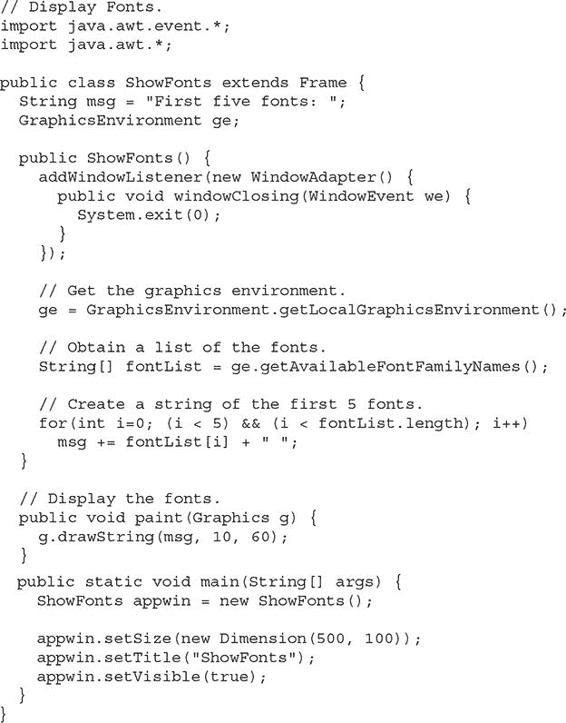 // Display Fonts.
import java.awt.event.*;
import java.awt.*;

public class ShowFonts extends Frame {
  String msg = "First five fonts: ";
  GraphicsEnvironment ge;

  public ShowFonts() {
    addWindowListener(new WindowAdapter() {
      public void windowClosing(WindowEvent we) {
        System.exit(0);
      }
    });

    // Get the graphics environment.
    ge = GraphicsEnvironment.getLocalGraphicsEnvironment();

    // Obtain a list of the fonts.
    String[] fontList = ge.getAvailableFontFamilyNames();

    // Create a string of the first 5 fonts.
    for(int i=0; (i < 5) && (i < fontList.length); i++)
      msg += fontList[i] + " ";
  }

  // Display the fonts.
  public void paint(Graphics g) {
    g.drawString(msg, 10, 60);
  }
  public static void main(String[] args) {
    ShowFonts appwin = new ShowFonts();

    appwin.setSize(new Dimension(500, 100));
    appwin.setTitle("ShowFonts");
    appwin.setVisible(true);
  }
}